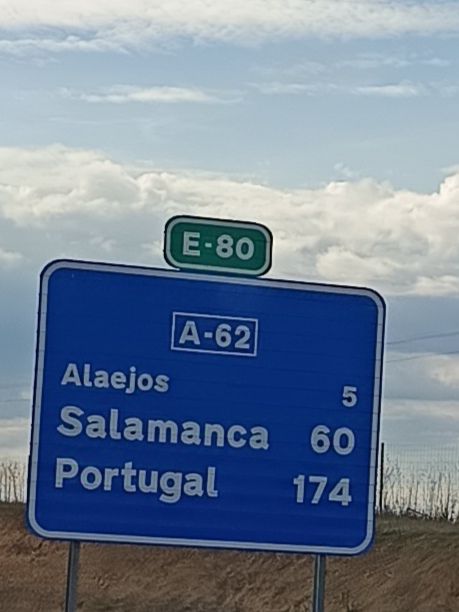 E-80
A-62
Alaejos 5
Salamanca 60
Portugal 174